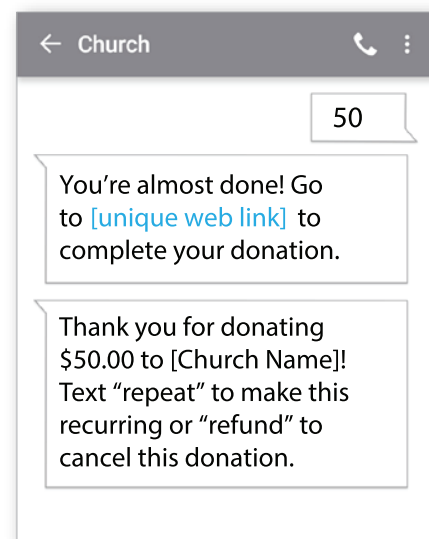 Church
50
You’re almost done! Go
to [unique web link] to
complete your donation.
Thank you for donating
$50.00 to [Church Name]!
Text “repeat” to make this
recurring or “refund” to
cancel this donation.